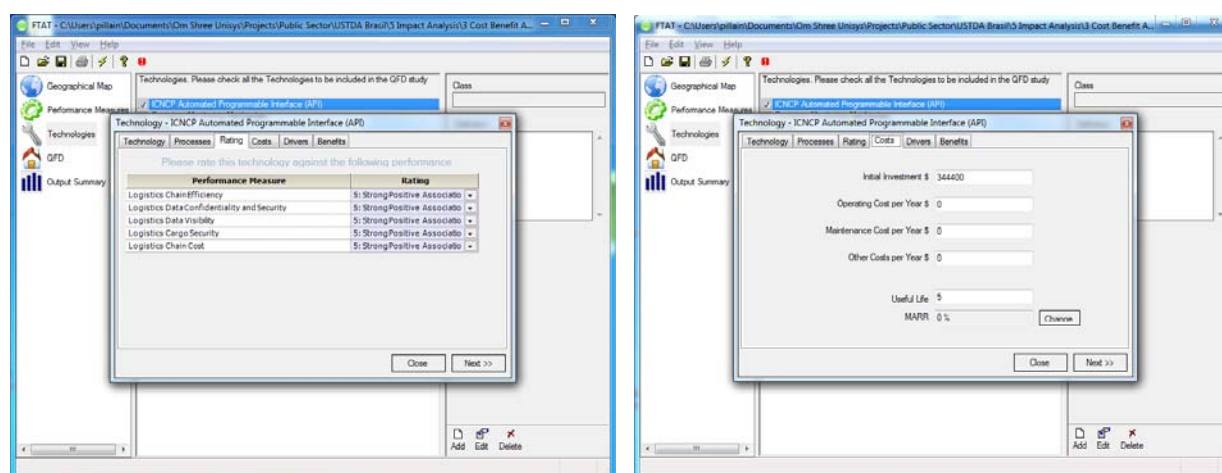 FTAT - C:\Users\pillain\Documents\Om Shree Unisys\Projects\Public Sector\USTDA Brasil\5 Impact Analysis\3 Cost Benefit A...
File Edit View Help
Technologies. Please check all the Technologies to be included in the QFD study
Class
Geographical Map
Performance Measures
Technologies
QFD
Output Summary
ICNCP Automated Programmable Interface (API)
Technology - ICNCP Automated Programmable Interface (API)
Technology Processes Rating Costs Drivers Benefits
Please rate this technology against the following performance
Performance Measure Rating
Logistics Chain Efficiency 5: Strong Positive Associatio
Logistics Data Confidentiality and Security 5: Strong Positive Associatio
Logistics Data Visibility 5: Strong Positive Associatio
Logistics Cargo Security 5: Strong Positive Associatio
Logistics Chain Cost 5: Strong Positive Associatio
Close Next >>
Add Edit Delete
FTAT - C:\Users\pillain\Documents\Om Shree Unisys\Projects\Public Sector\USTDA Brasil\5 Impact Analysis\3 Cost Benefit A...
File Edit View Help
Technologies. Please check all the Technologies to be included in the QFD study
Class
Geographical Map
Performance Measures
Technologies
QFD
Output Summary
ICNCP Automated Programmable Interface (API)
Technology - ICNCP Automated Programmable Interface (API)
Technology Processes Rating Costs Drivers Benefits
Initial Investment $ 344400
Operating Cost per Year $ 0
Maintenance Cost per Year $ 0
Other Costs per Year $ 0
Useful Life 5
MARR 0 % Change
Close Next >>
Add Edit Delete